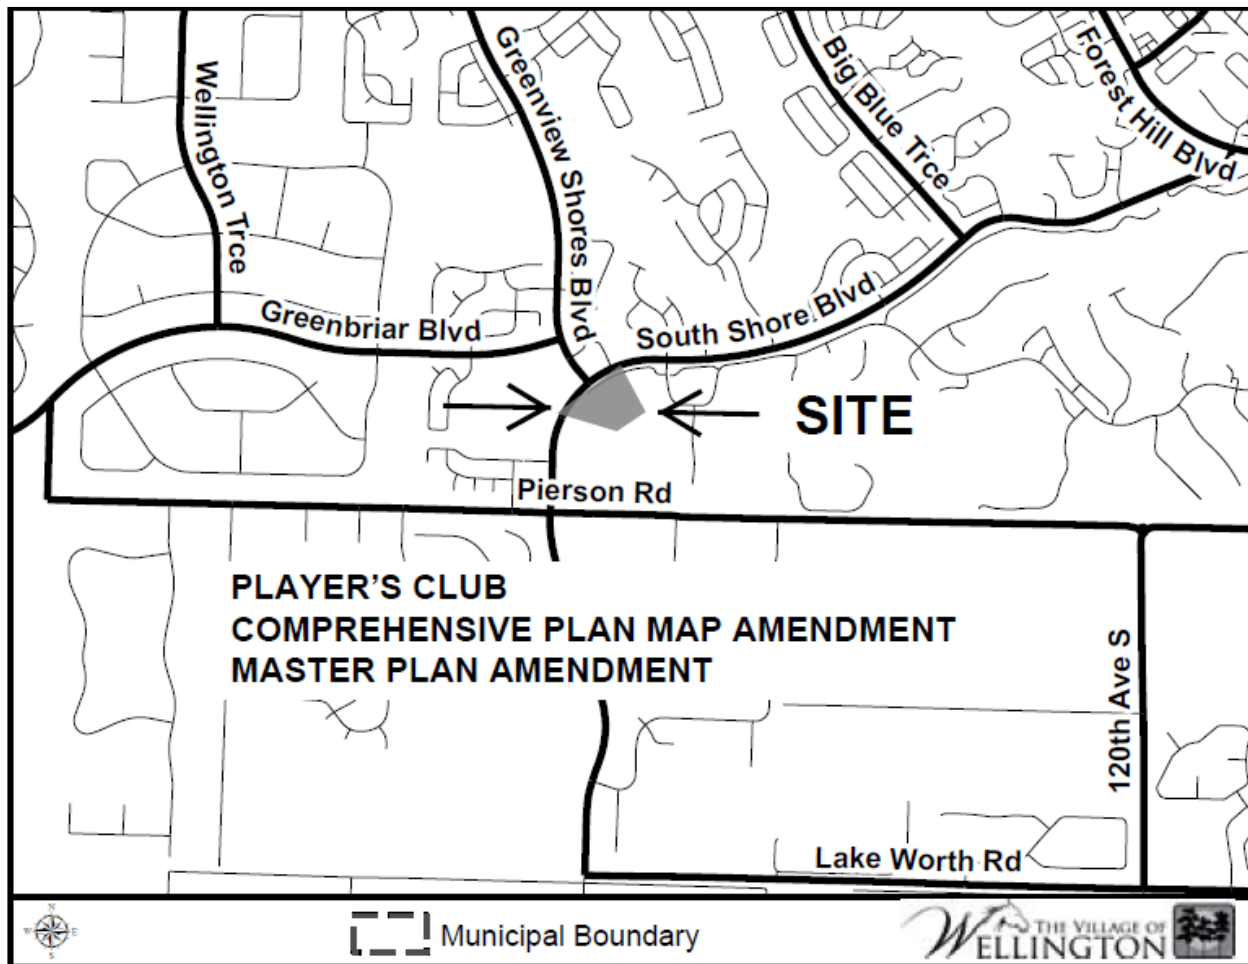 Wellington Trce
Greenview Shores Blvd
Big Blue Trce
Forest Hill Blvd
Greenbriar Blvd
South Shore Blvd
SITE
Pierson Rd
PLAYER'S CLUB
COMPREHENSIVE PLAN MAP AMENDMENT
MASTER PLAN AMENDMENT
120th Ave S
Lake Worth Rd
N
W
E
S
Municipal Boundary
THE VILLAGE OF
WELLINGTON